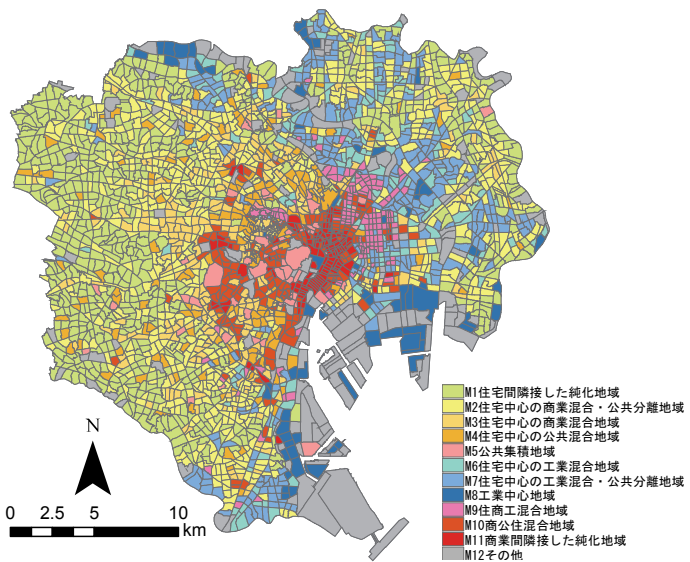 M1住宅間隣接した純化地域
M2住宅中心の商業混合・公共分離地域
M3住宅中心の商業混合地域
M4住宅中心の公共混合地域
M5公共集積地域
M6住宅中心の工業混合地域
M7住宅中心の工業混合・公共分離地域
M8工業中心地域
M9住商工混合地域
M10商公住混合地域
M11商業間隣接した純化地域
M12その他
N
0 2.5 5 10
km